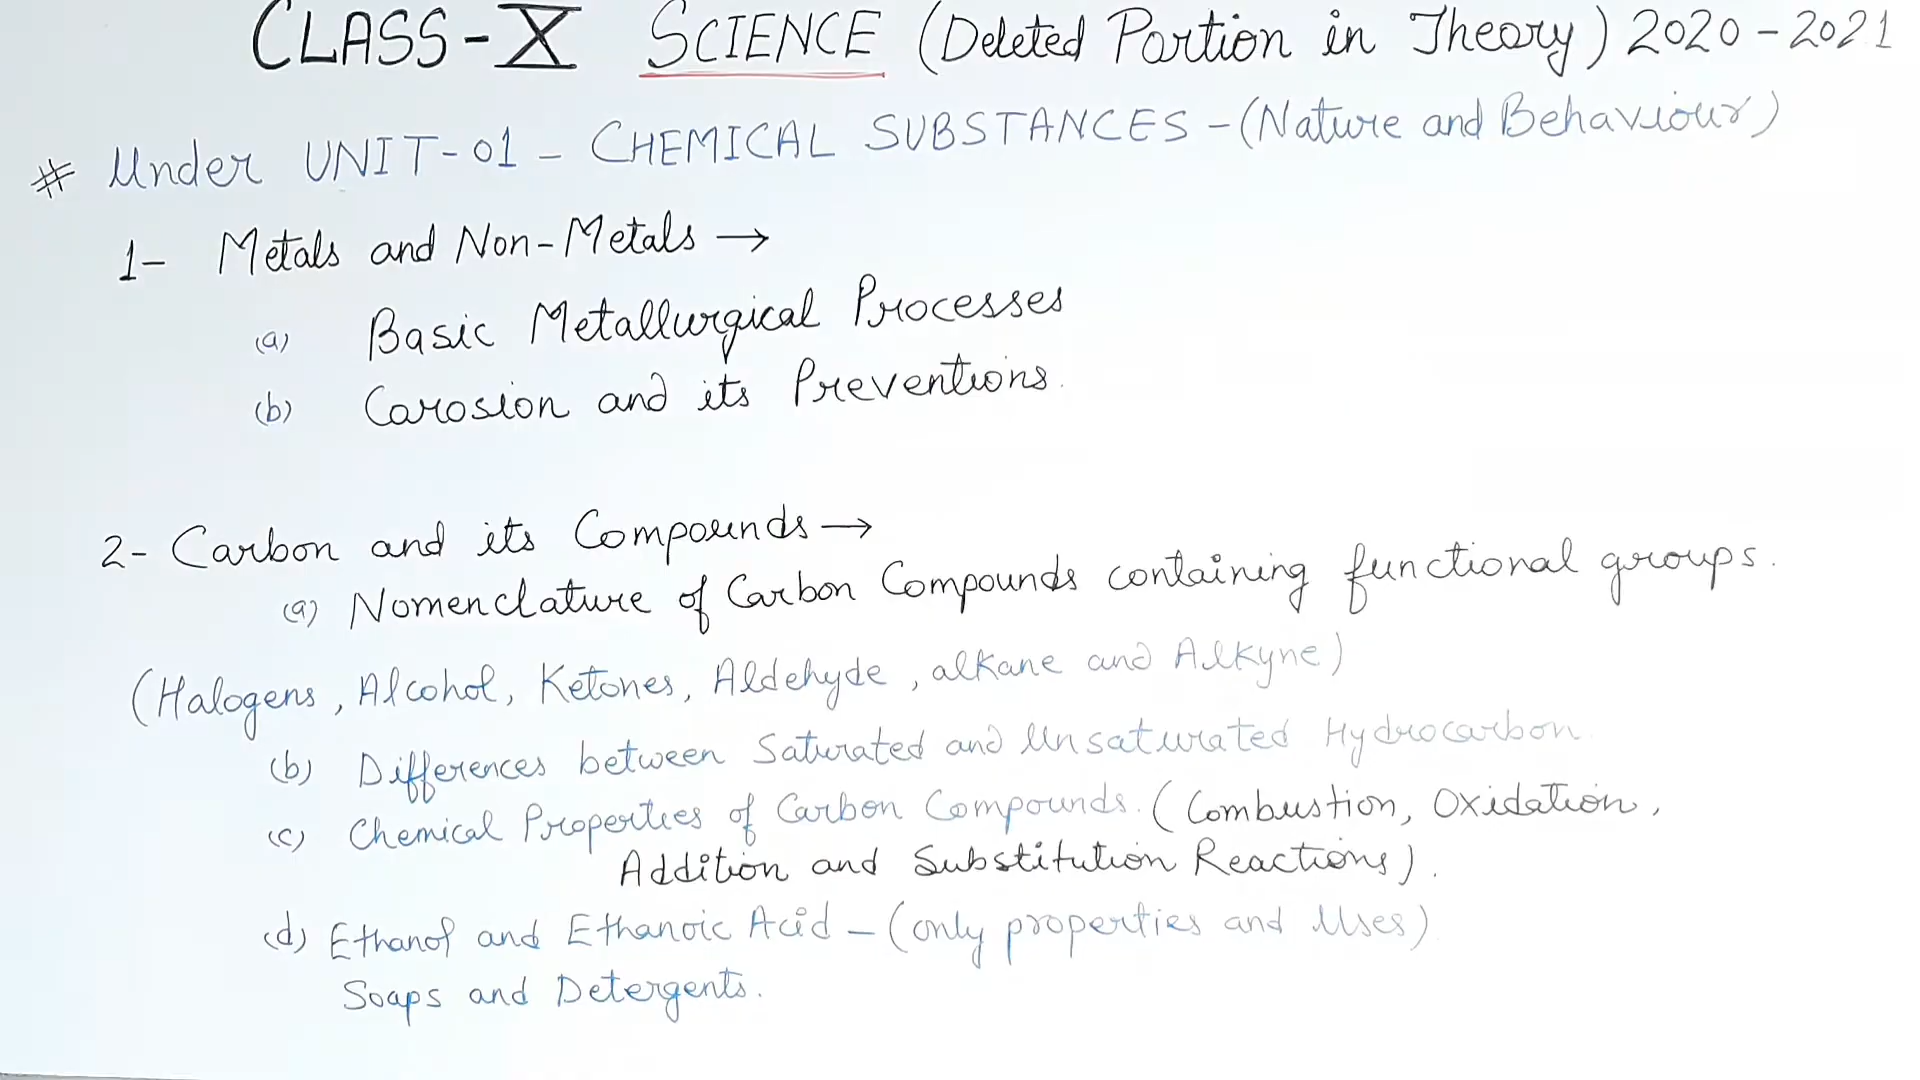 CLASS-X SCIENCE (Deleted Portion in Theory) 2020-2021
# Under UNIT-01 - CHEMICAL SUBSTANCES - (Nature and Behaviour)
1- Metals and Non-Metals →
(a) Basic Metallurgical Processes
(b) Carosion and its Preventions.
2- Carbon and its Compounds →
(a) Nomenclature of Carbon Compounds containing functional groups.
(Halogens, Alcohol, Ketones, Aldehyde, alkane and Alkyne)
(b) Differences between Saturated and Unsaturated Hydrocarbon.
(c) Chemical Properties of Carbon Compounds. (Combustion, Oxidation,
Addition and Substitution Reactions).
(d) Ethanol and Ethanoic Acid - (only properties and Uses)
Soaps and Detergents.